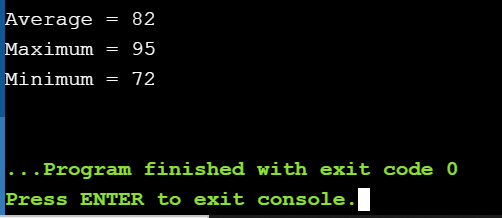 Average = 82
Maximum = 95
Minimum = 72
...Program finished with exit code 0
Press ENTER to exit console.